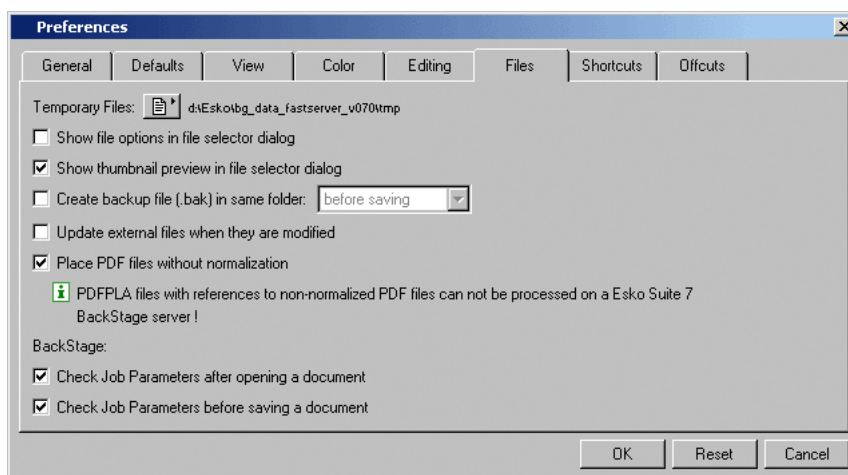 Preferences
General Defaults View Color Editing Files Shortcuts Offcuts
Temporary Files: d:\Esko\bg_data_fastserver_v070\tmp
Show file options in file selector dialog
Show thumbnail preview in file selector dialog
Create backup file (.bak) in same folder: before saving
Update external files when they are modified
Place PDF files without normalization
PDFPLA files with references to non-normalized PDF files can not be processed on a Esko Suite 7
BackStage server !
BackStage:
Check Job Parameters after opening a document
Check Job Parameters before saving a document
OK Reset Cancel